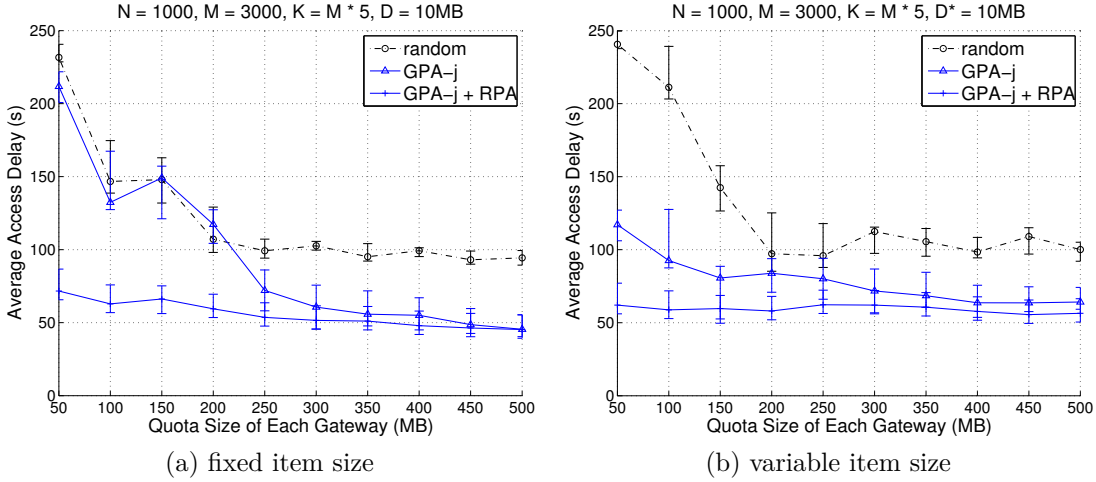 N = 1000, M = 3000, K = M * 5, D = 10MB
250
200
150
100
50
0
Average Access Delay (s)
random
GPA-j
GPA-j + RPA
50 100 150 200 250 300 350 400 450 500
Quota Size of Each Gateway (MB)
(a) fixed item size
N = 1000, M = 3000, K = M * 5, D* = 10MB
250
200
150
100
50
0
Average Access Delay (s)
random
GPA-j
GPA-j + RPA
50 100 150 200 250 300 350 400 450 500
Quota Size of Each Gateway (MB)
(b) variable item size